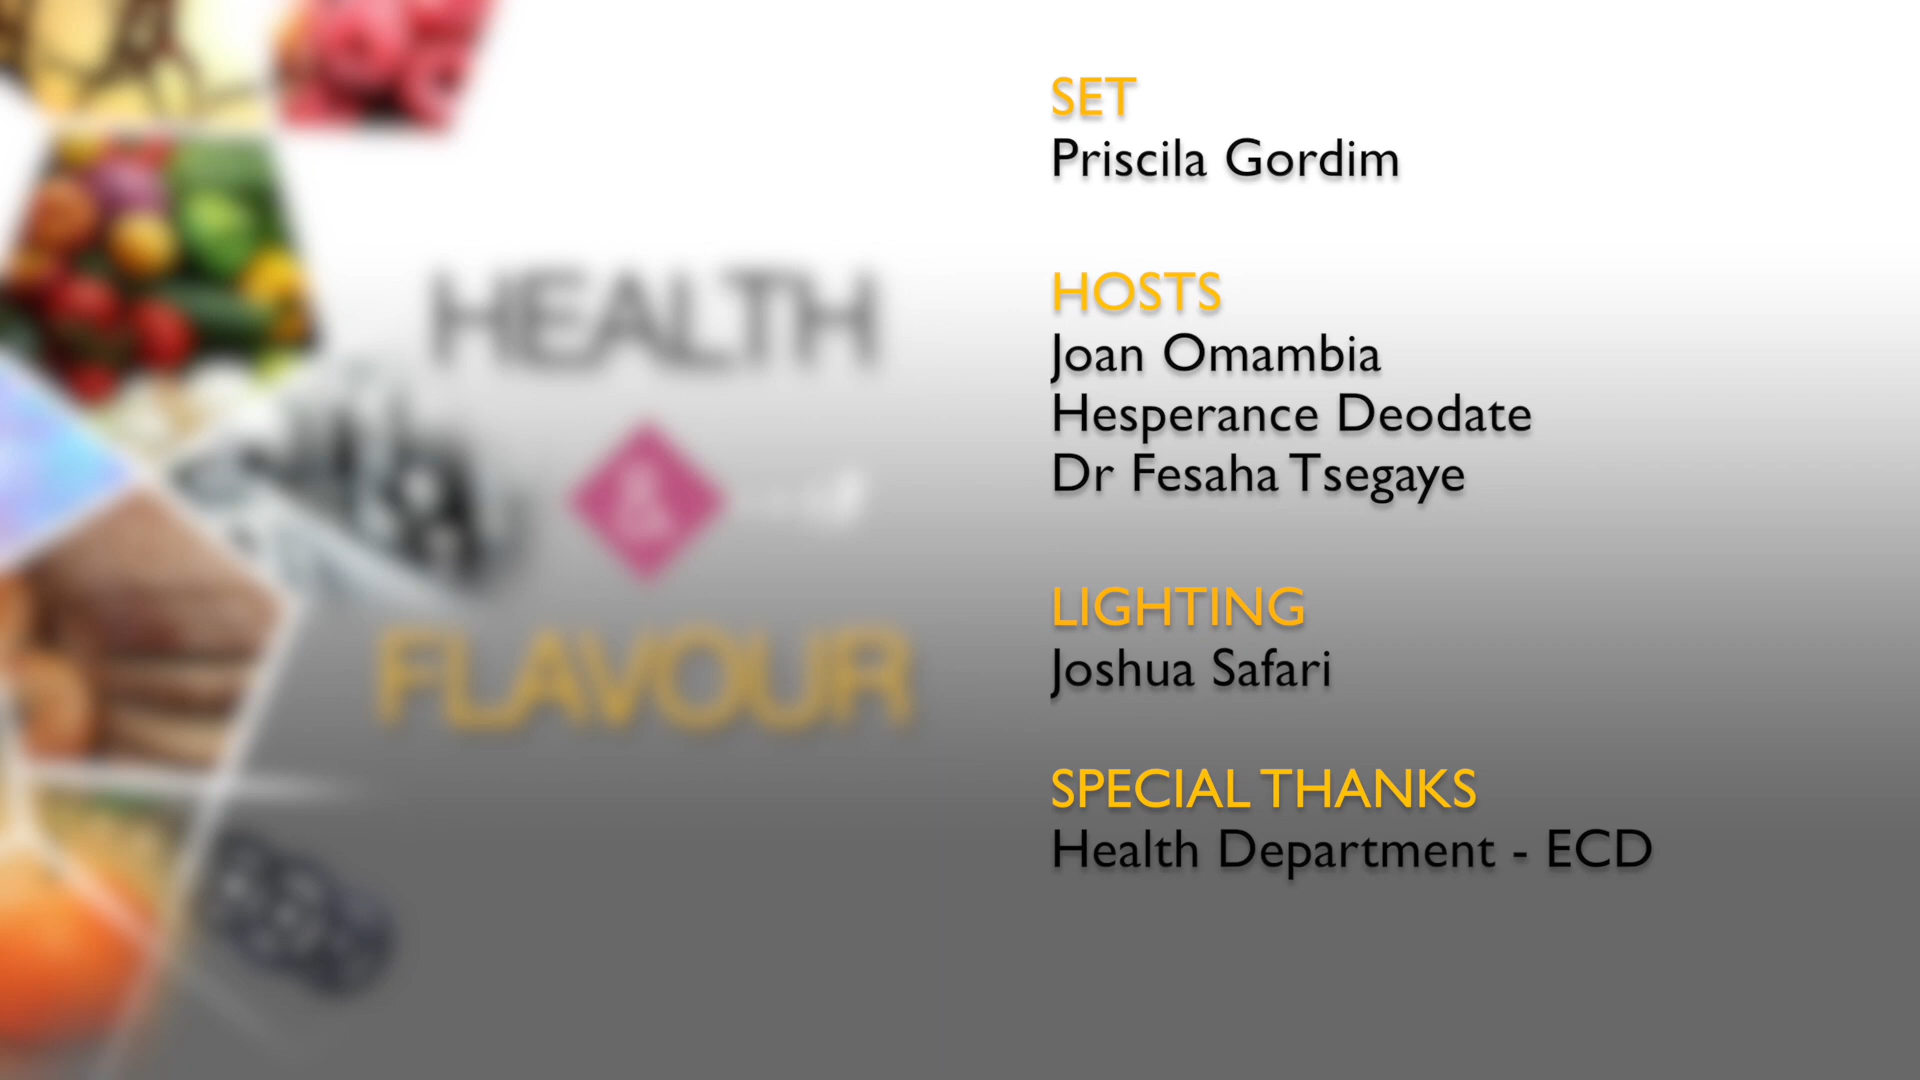 HEALTH
&
FLAVOUR
SET
Priscila Gordim
HOSTS
Joan Omambia
Hesperance Deodate
Dr Fesaha Tsegaye
LIGHTING
Joshua Safari
SPECIAL THANKS
Health Department - ECD